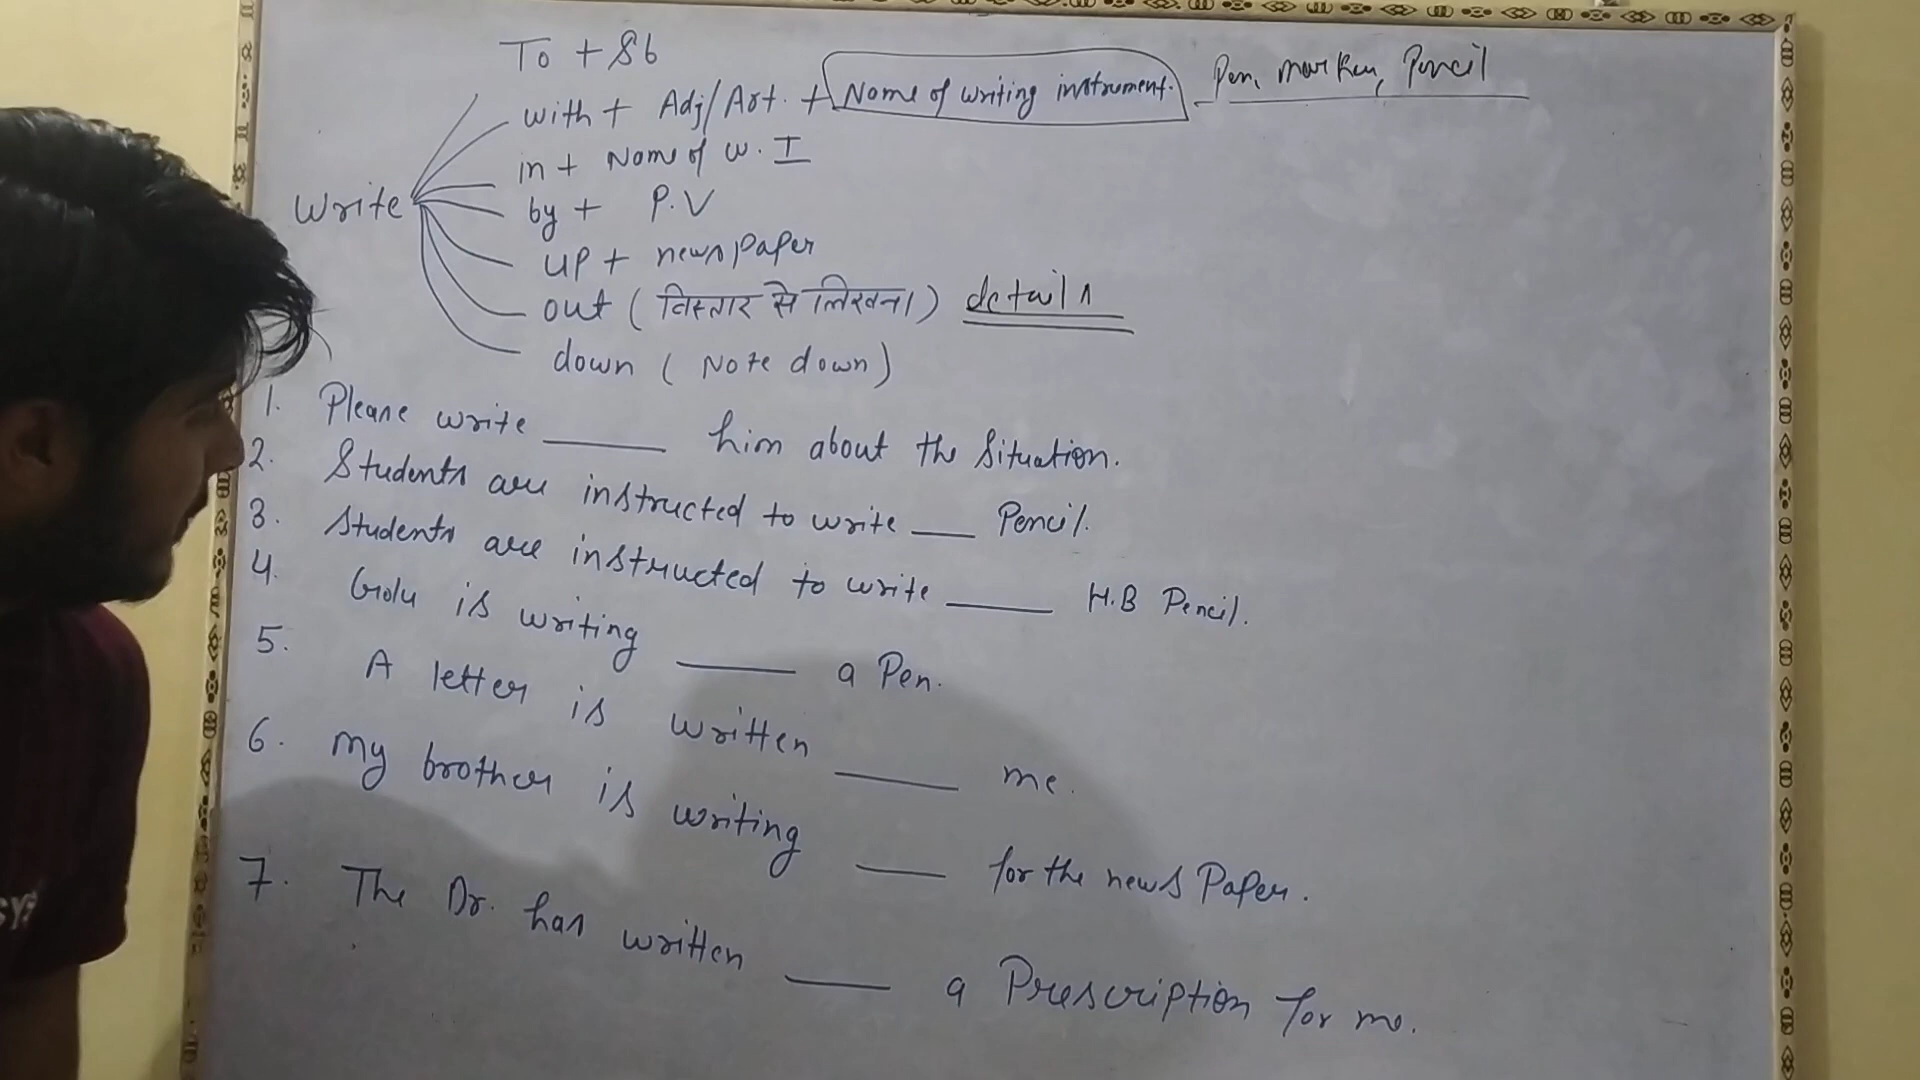 To + Sb
with + Adj/Art. + Name of writing instrument. Pen, marker, Pencil
in + Name of W. I
Write
by + P.V
up + newspaper
out ( विस्तार से लिखना ) details
down ( Note down )
1. Please write ____ him about the Situation.
2. Students are instructed to write ____ Pencil.
3. Students are instructed to write ____ H.B Pencil.
4. Golu is writing ____ a Pen.
5. A letter is written ____ me.
6. My brother is writing ____ for the news Paper.
7. The Dr. has written ____ a Prescription for me.